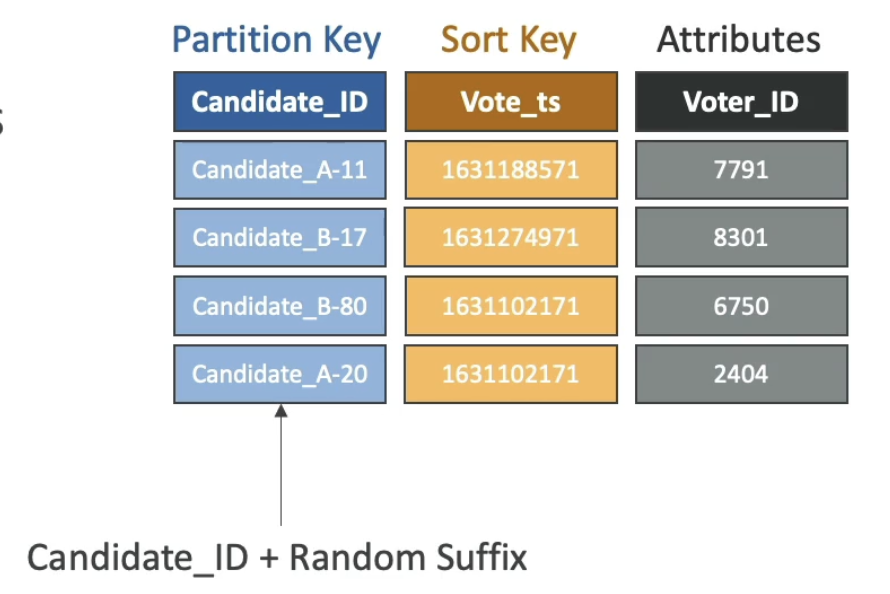 Partition Key Sort Key Attributes
Candidate_ID Vote_ts Voter_ID
Candidate_A-11 1631188571 7791
Candidate_B-17 1631274971 8301
Candidate_B-80 1631102171 6750
Candidate_A-20 1631102171 2404
Candidate_ID + Random Suffix